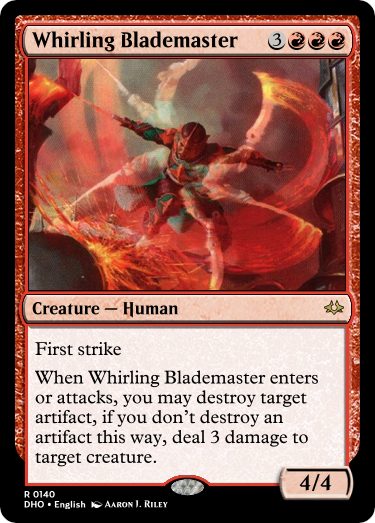 Whirling Blademaster 3
Creature — Human
First strike
When Whirling Blademaster enters
or attacks, you may destroy target
artifact, if you don't destroy an
artifact this way, deal 3 damage to
target creature.
4/4
R 0140
DHO • English Aaron J. Riley